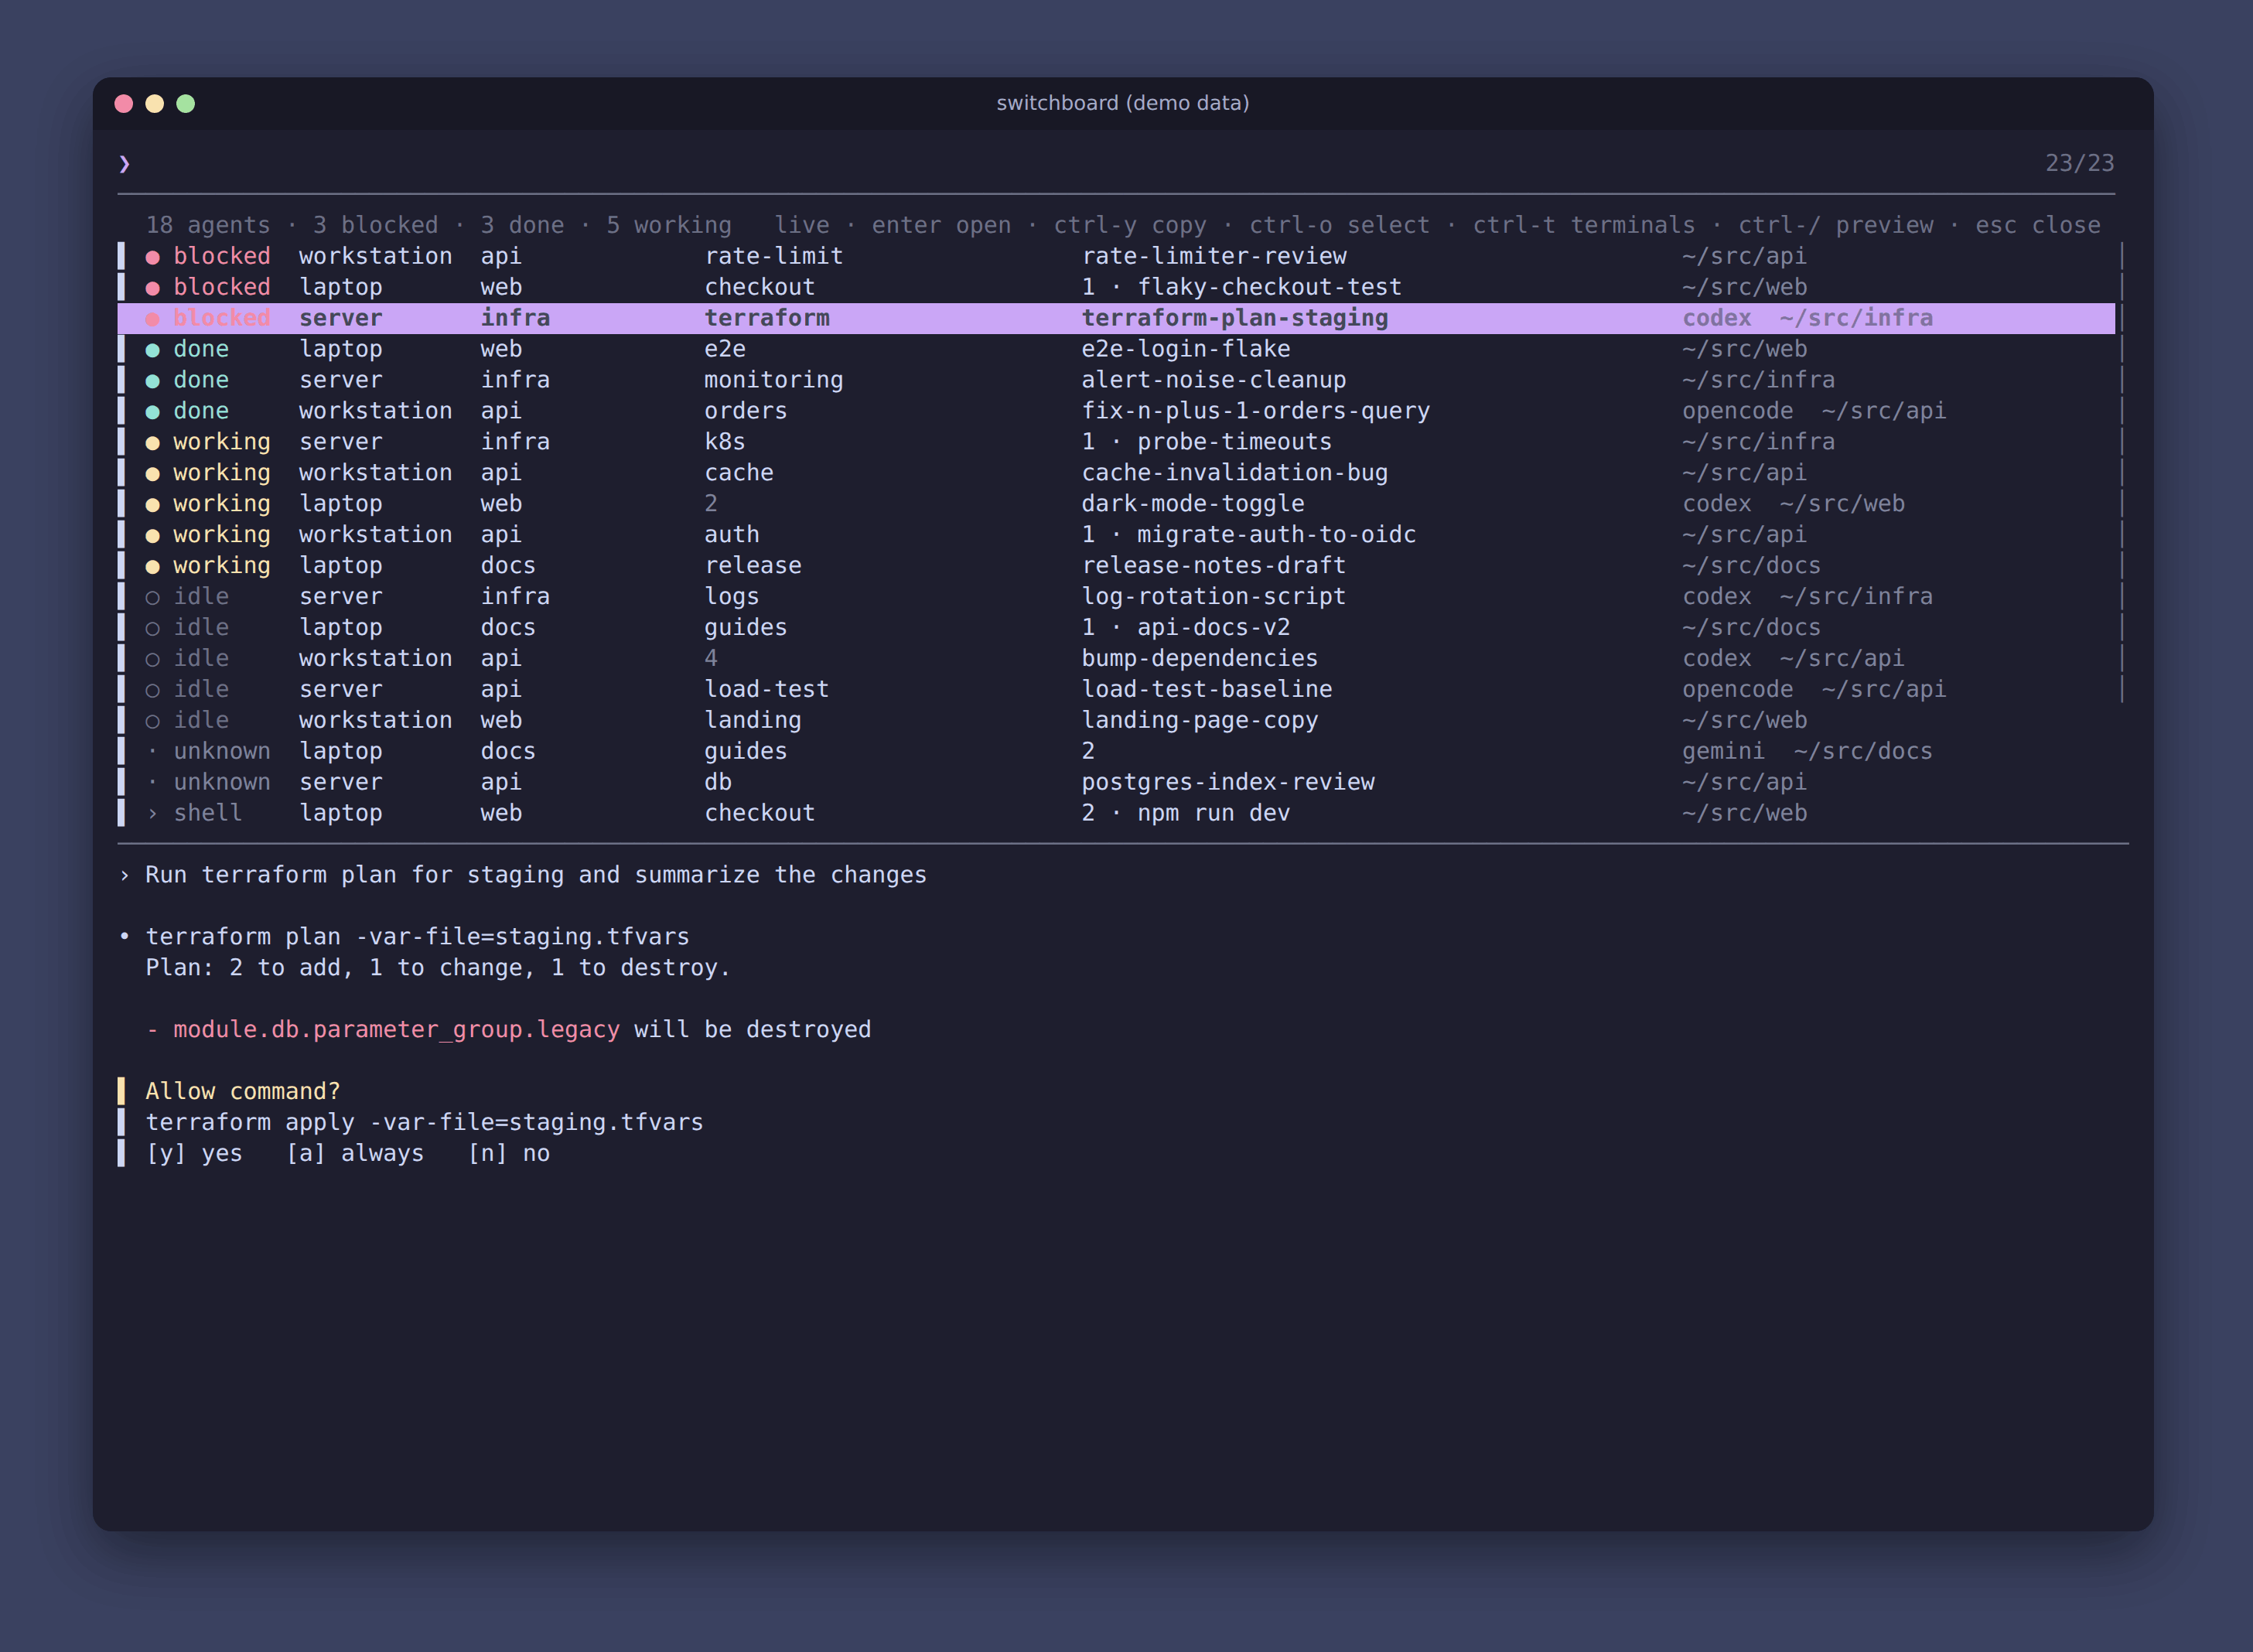 switchboard (demo data)
❯ 23/23
18 agents · 3 blocked · 3 done · 5 working   live · enter open · ctrl-y copy · ctrl-o select · ctrl-t terminals · ctrl-/ preview · esc close
● blocked  workstation  api  rate-limit  rate-limiter-review  ~/src/api
● blocked  laptop  web  checkout  1 · flaky-checkout-test  ~/src/web
● blocked  server  infra  terraform  terraform-plan-staging  codex  ~/src/infra
● done  laptop  web  e2e  e2e-login-flake  ~/src/web
● done  server  infra  monitoring  alert-noise-cleanup  ~/src/infra
● done  workstation  api  orders  fix-n-plus-1-orders-query  opencode  ~/src/api
● working  server  infra  k8s  1 · probe-timeouts  ~/src/infra
● working  workstation  api  cache  cache-invalidation-bug  ~/src/api
● working  laptop  web  2  dark-mode-toggle  codex  ~/src/web
● working  workstation  api  auth  1 · migrate-auth-to-oidc  ~/src/api
● working  laptop  docs  release  release-notes-draft  ~/src/docs
○ idle  server  infra  logs  log-rotation-script  codex  ~/src/infra
○ idle  laptop  docs  guides  1 · api-docs-v2  ~/src/docs
○ idle  workstation  api  4  bump-dependencies  codex  ~/src/api
○ idle  server  api  load-test  load-test-baseline  opencode  ~/src/api
○ idle  workstation  web  landing  landing-page-copy  ~/src/web
· unknown  laptop  docs  guides  2  gemini  ~/src/docs
· unknown  server  api  db  postgres-index-review  ~/src/api
› shell  laptop  web  checkout  2 · npm run dev  ~/src/web
› Run terraform plan for staging and summarize the changes
• terraform plan -var-file=staging.tfvars
Plan: 2 to add, 1 to change, 1 to destroy.
- module.db.parameter_group.legacy will be destroyed
Allow command?
terraform apply -var-file=staging.tfvars
[y] yes   [a] always   [n] no